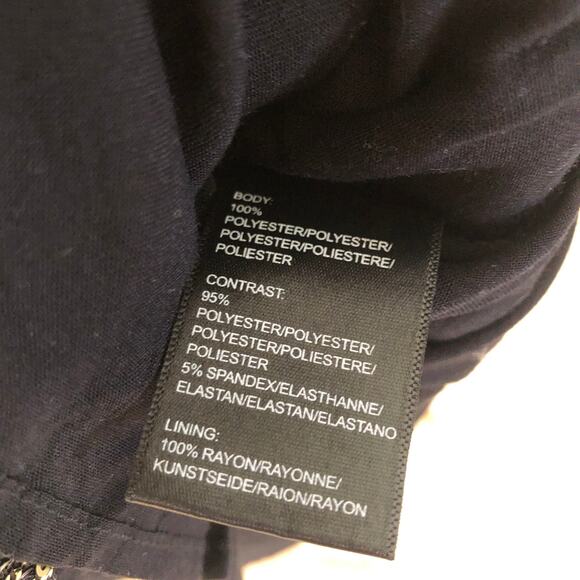 BODY:
100%
POLYESTER/POLYESTER/
POLYESTER/POLIESTERE/
POLIESTER
CONTRAST:
95%
POLYESTER/POLYESTER/
POLYESTER/POLIESTERE/
POLIESTER
5% SPANDEX/ELASTHANNE/
ELASTAN/ELASTAN/ELASTANO
LINING:
100% RAYON/RAYONNE/
KUNSTSEIDE/RAION/RAYON